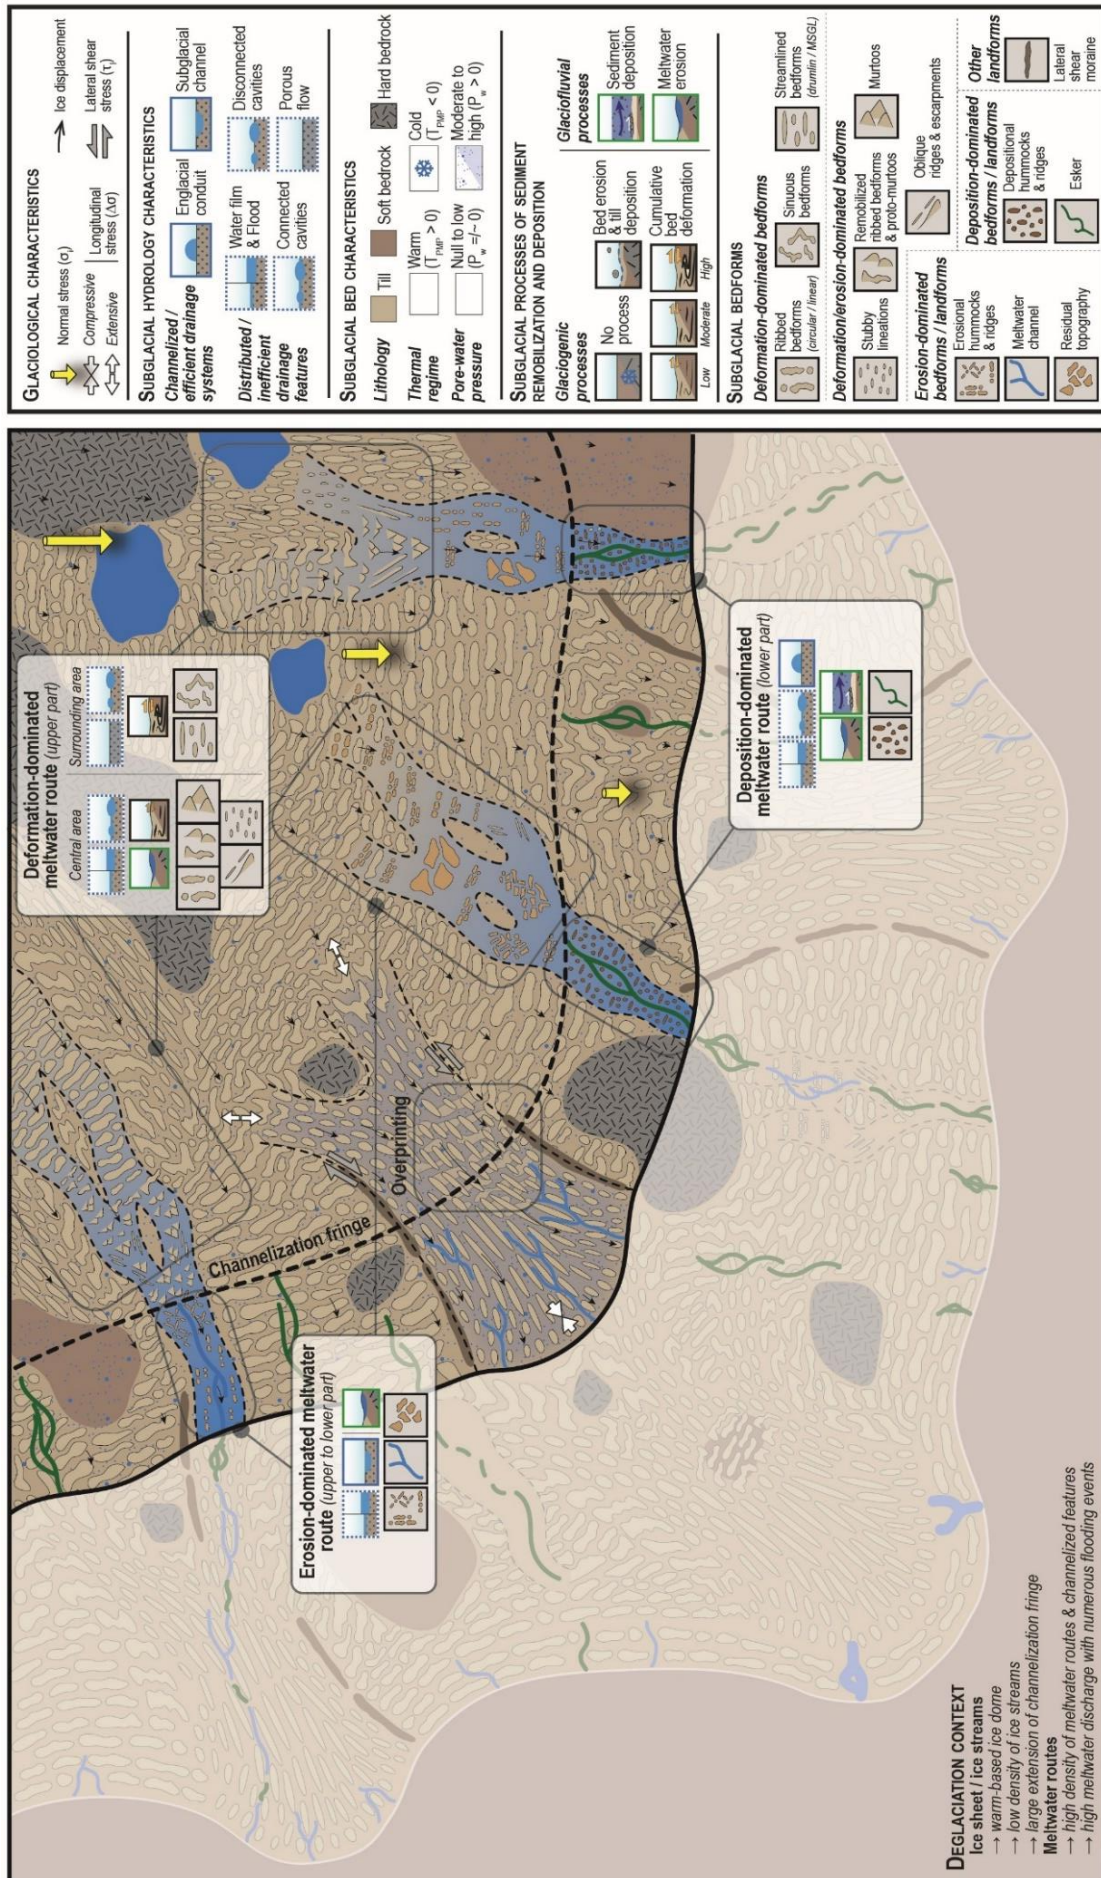 GLACIOLOGICAL CHARACTERISTICS
Normal stress (σᵢ)
Ice displacement
Compressive
Extensive
Longitudinal
stress (Δσ)
Lateral shear
stress (τₗ)
SUBGLACIAL HYDROLOGY CHARACTERISTICS
Channelized /
efficient drainage
systems
Englacial
conduit
Subglacial
channel
Distributed /
inefficient
drainage
features
Water film
& Flood
Disconnected
cavities
Connected
cavities
Porous
flow
SUBGLACIAL BED CHARACTERISTICS
Lithology
Till
Soft bedrock
Hard bedrock
Thermal
regime
Warm
(T_PMP > 0)
Cold
(T_PMP < 0)
Pore-water
pressure
Null to low
(P_w =/~ 0)
Moderate to
high (P_w > 0)
SUBGLACIAL PROCESSES OF SEDIMENT
REMOBILIZATION AND DEPOSITION
Glaciogenic
processes
No
process
Bed erosion
& till
deposition
Cumulative
bed
deformation
Low
Moderate
High
Glaciofluvial
processes
Sediment
deposition
Meltwater
erosion
SUBGLACIAL BEDFORMS
Deformation-dominated bedforms
Ribbed
bedforms
(circular / linear)
Sinuous
bedforms
Streamlined
bedforms
(drumlin / MSGL)
Deformation/erosion-dominated bedforms
Stubby
lineations
Remobilized
ribbed bedforms
& proto-murtoos
Murtoos
Oblique
ridges & escarpments
Erosion-dominated
bedforms / landforms
Erosional
hummocks
& ridges
Meltwater
channel
Residual
topography
Deposition-dominated
bedforms / landforms
Depositional
hummocks
& ridges
Esker
Other
landforms
Lateral
shear
moraine
Deformation-dominated
meltwater route (upper part)
Central area
Surrounding area
Overprinting
Channelization fringe
Erosion-dominated meltwater
route (upper to lower part)
Deposition-dominated
meltwater route (lower part)
DEGLACIATION CONTEXT
Ice sheet / ice streams
→ warm-based ice dome
→ low density of ice streams
→ large extension of channelization fringe
Meltwater routes
→ high density of meltwater routes & channelized features
→ high meltwater discharge with numerous flooding events